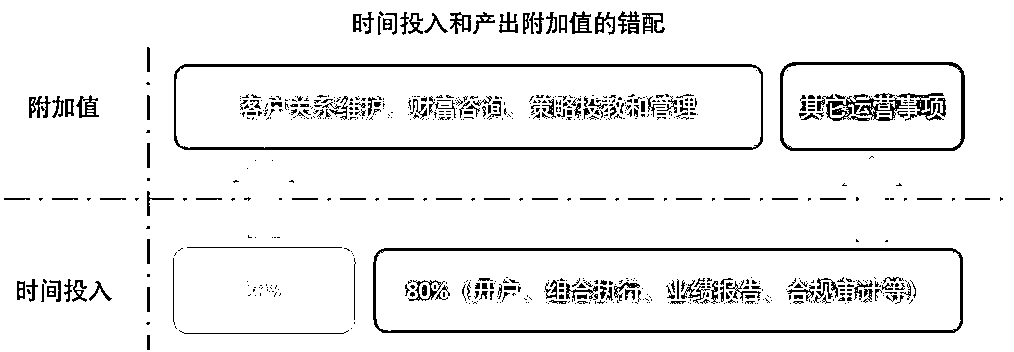 时间投入和产出附加值的错配
附加值
客户关系维护、财富咨询、策略投教和管理
其它运营事项
时间投入
80%（开户、组合执行、业绩报告、合规审计等）